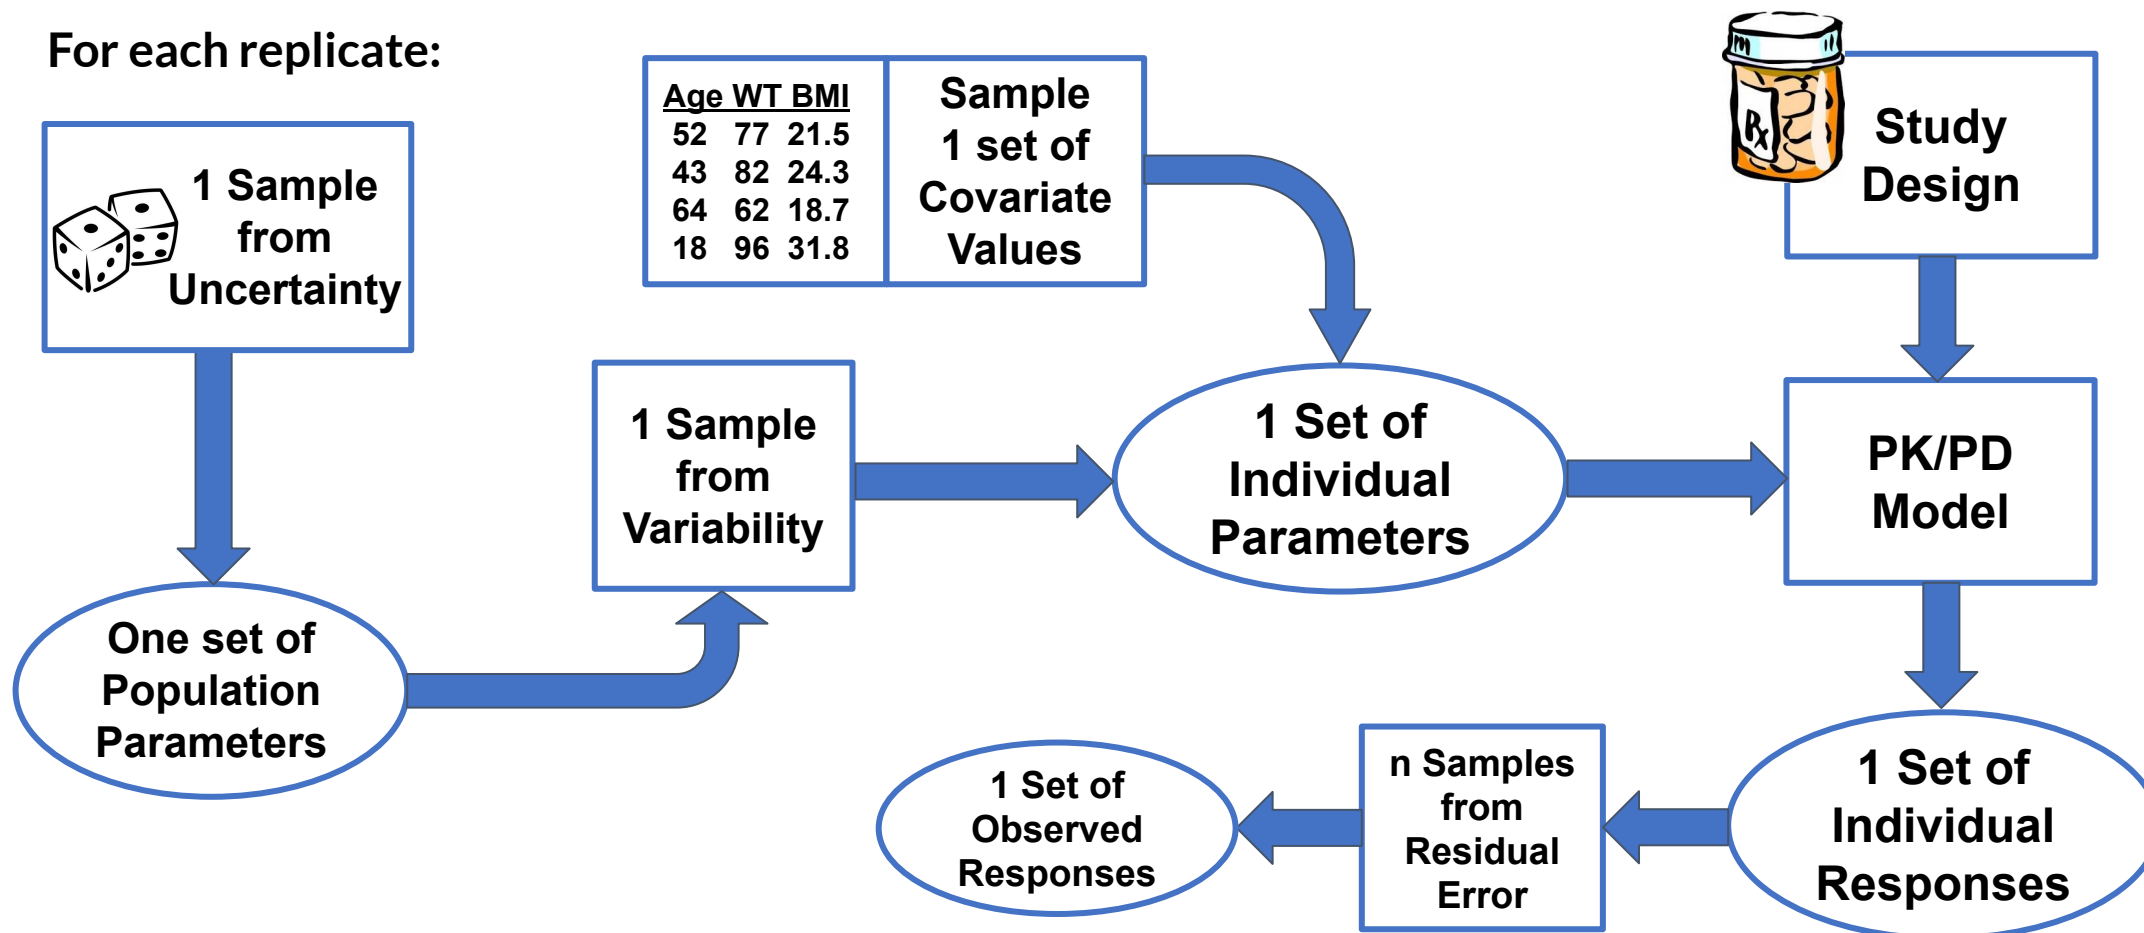 For each replicate:
1 Sample
from
Uncertainty
One set of
Population
Parameters
1 Sample
from
Variability
Age WT BMI
52 77 21.5
43 82 24.3
64 62 18.7
18 96 31.8
Sample
1 set of
Covariate
Values
1 Set of
Individual
Parameters
Rx
Study
Design
PK/PD
Model
1 Set of
Individual
Responses
n Samples
from
Residual
Error
1 Set of
Observed
Responses